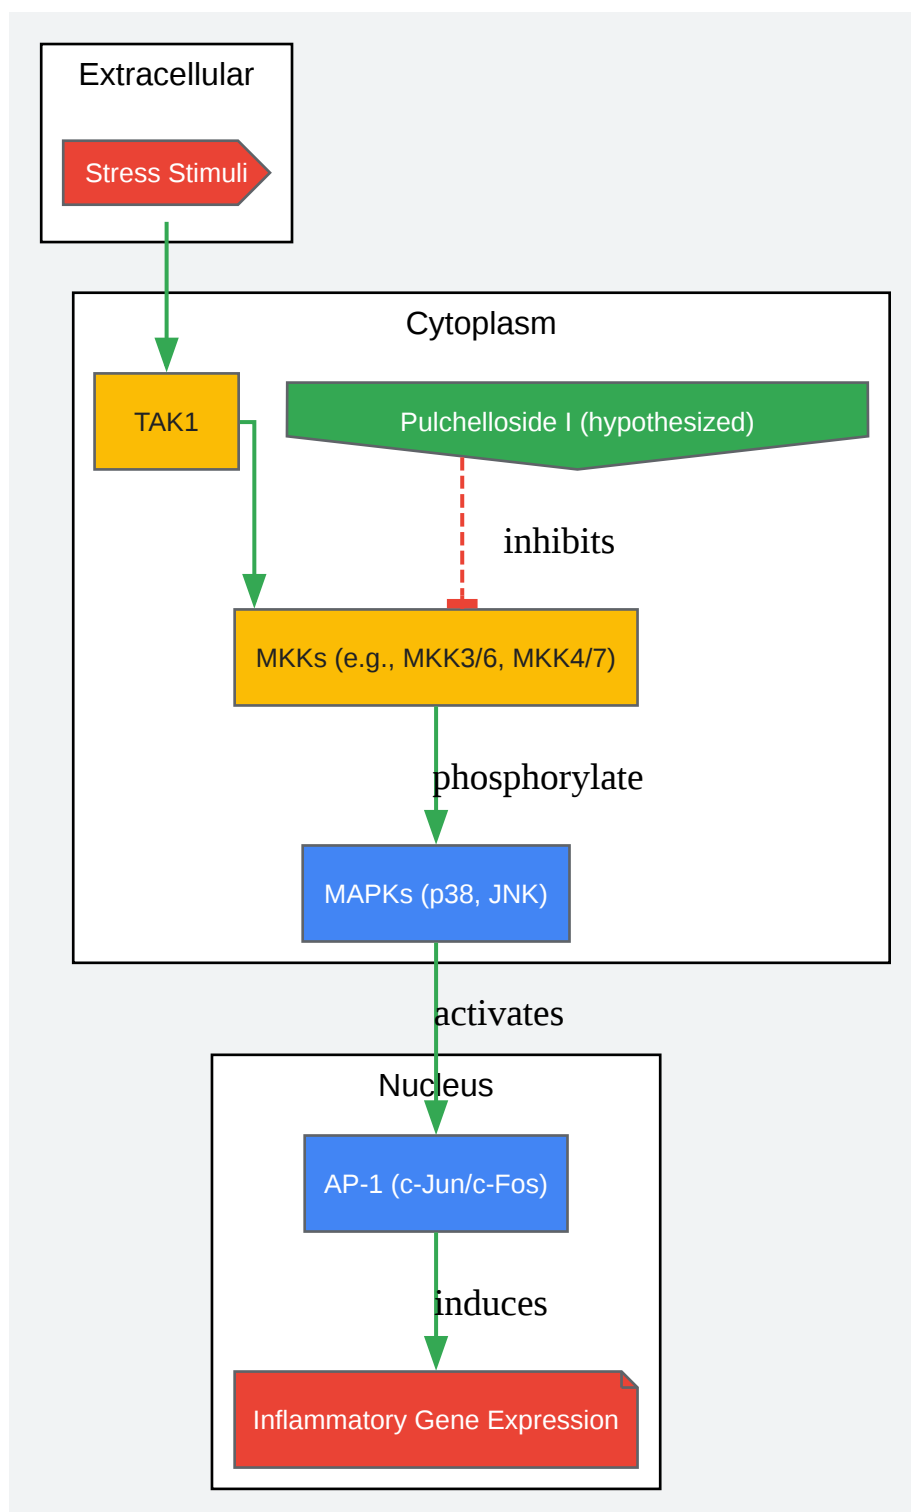 Extracellular
Stress Stimuli
Cytoplasm
TAK1
Pulchelloside I (hypothesized)
inhibits
MKKs (e.g., MKK3/6, MKK4/7)
phosphorylate
MAPKs (p38, JNK)
activates
Nucleus
AP-1 (c-Jun/c-Fos)
induces
Inflammatory Gene Expression